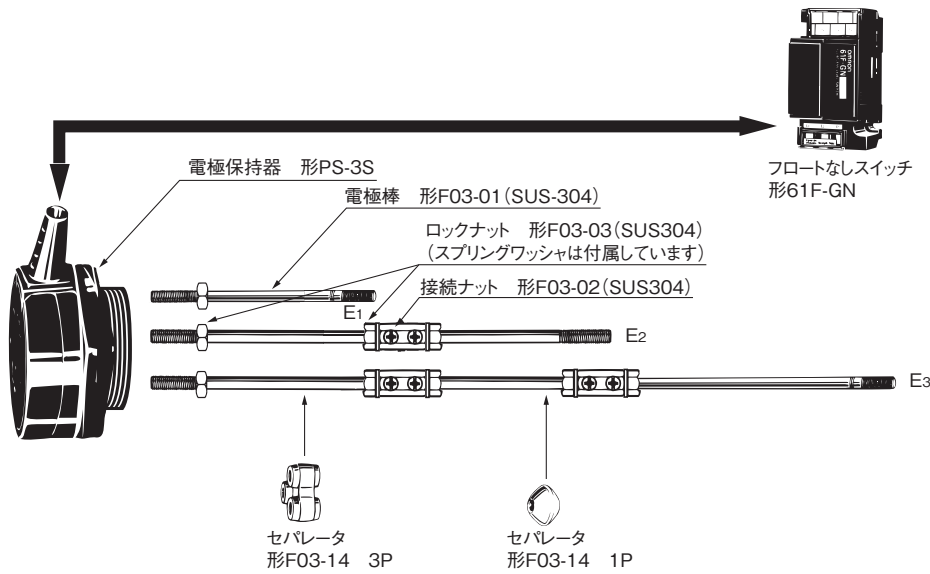 omron
61F-GN
フロートなしスイッチ
形61F-GN
電極保持器　形PS-3S
電極棒　形F03-01(SUS-304)
ロックナット　形F03-03(SUS304)
(スプリングワッシャは付属しています)
接続ナット　形F03-02(SUS304)
E1
E2
E3
セパレータ
形F03-14　3P
セパレータ
形F03-14　1P